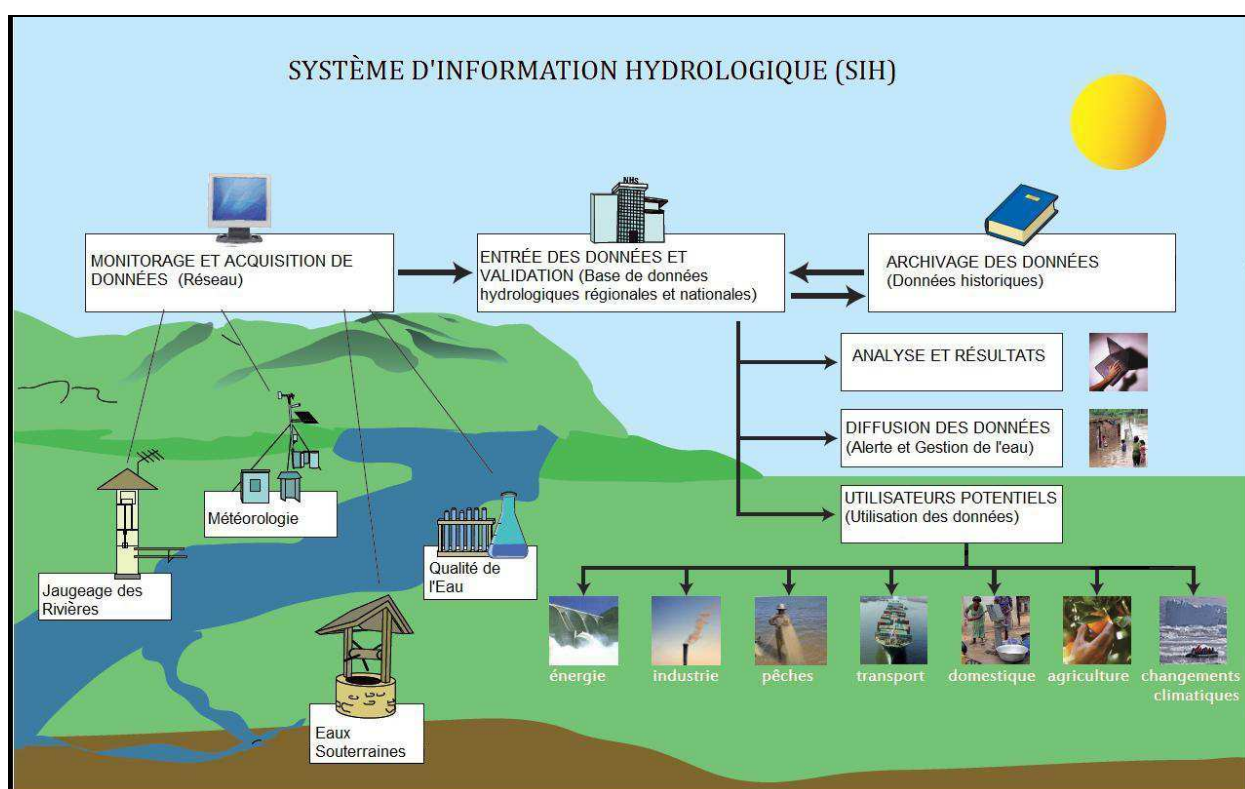 SYSTÈME D'INFORMATION HYDROLOGIQUE (SIH)
NHS
MONITORAGE ET ACQUISITION DE
DONNÉES (Réseau)
ENTRÉE DES DONNÉES ET
VALIDATION (Base de données
hydrologiques régionales et nationales)
ARCHIVAGE DES DONNÉES
(Données historiques)
ANALYSE ET RÉSULTATS
DIFFUSION DES DONNÉES
(Alerte et Gestion de l'eau)
UTILISATEURS POTENTIELS
(Utilisation des données)
Météorologie
Jaugeage des
Rivières
Qualité de
l'Eau
Eaux
Souterraines
énergie
industrie
pêches
transport
domestique
agriculture
changements
climatiques